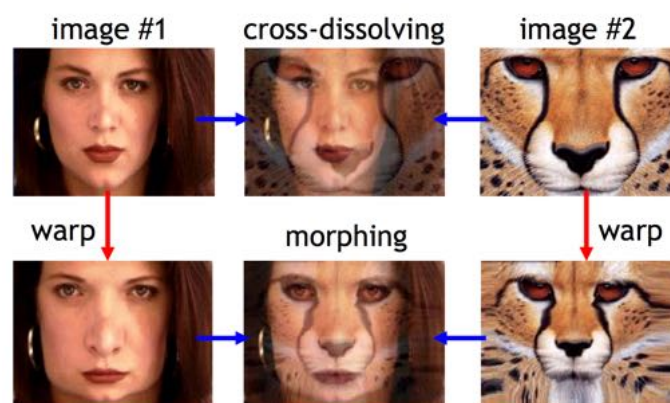 image #1
cross-dissolving
image #2
warp
morphing
warp